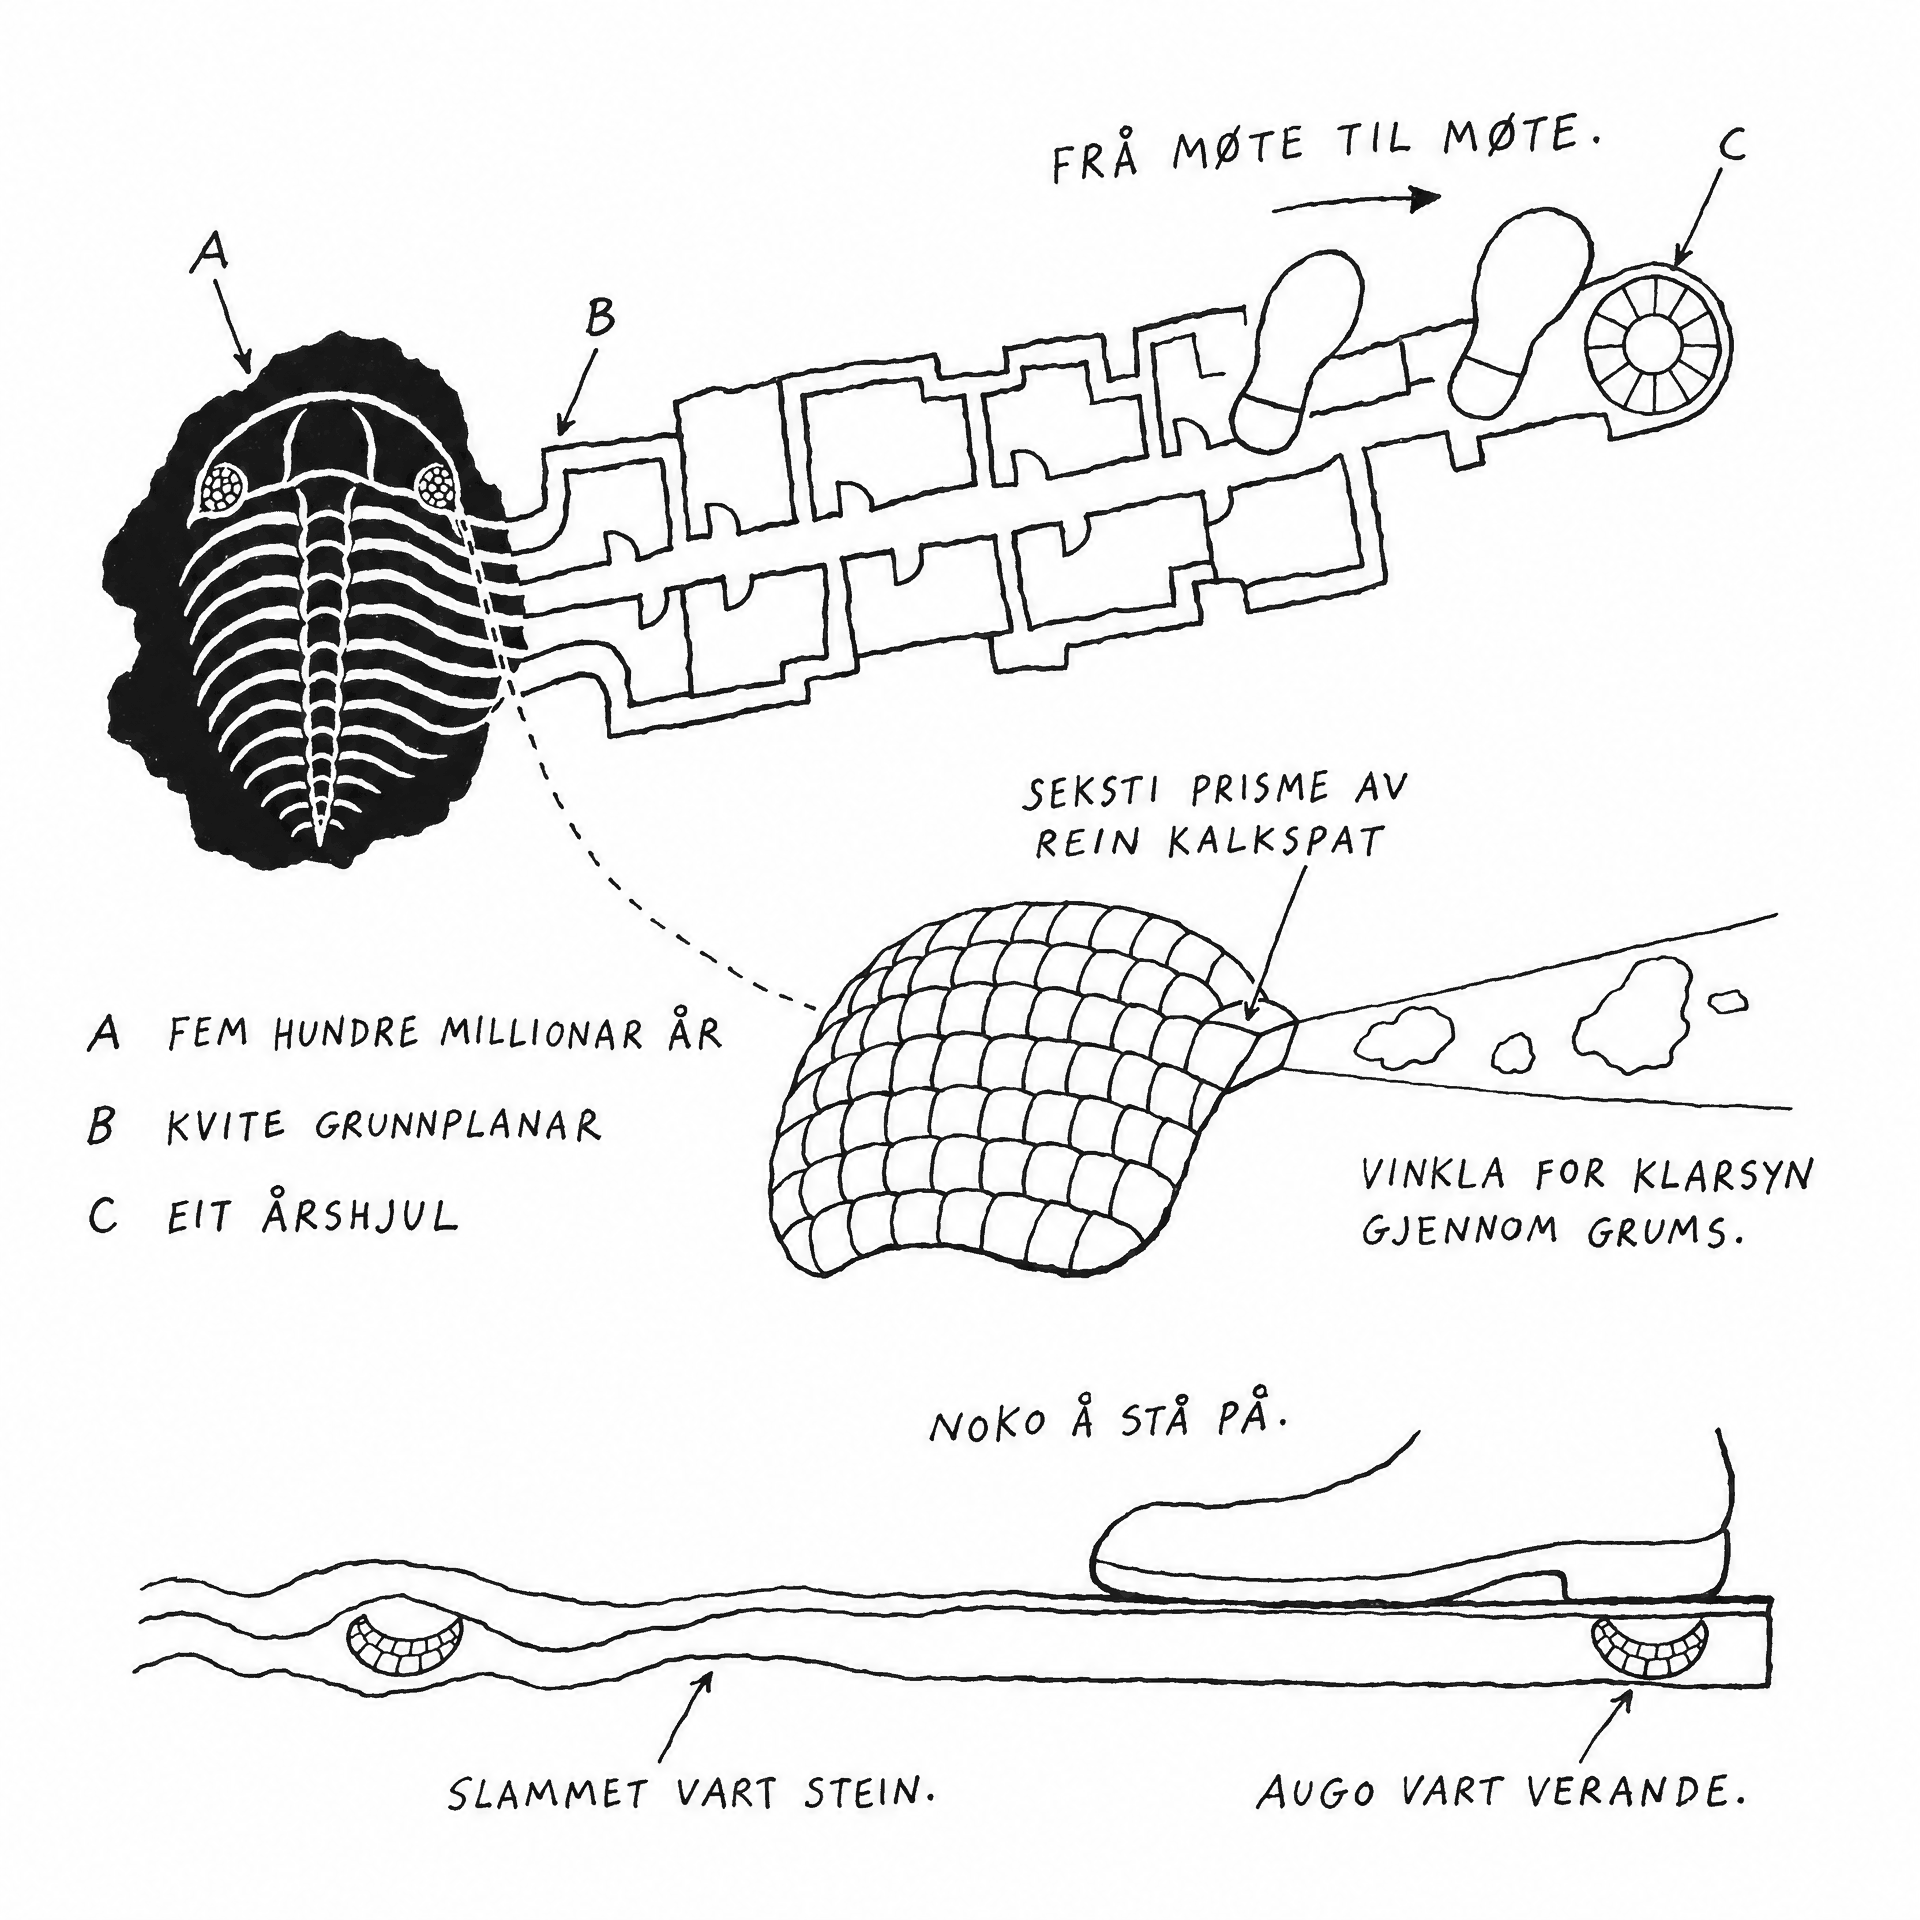 FRÅ MØTE TIL MØTE.
C
A
B
SEKSTI PRISME AV
REIN KALKSPAT
A FEM HUNDRE MILLIONAR ÅR
B KVITE GRUNNPLANAR
C EIT ÅRSHJUL
VINKLA FOR KLARSYN
GJENNOM GRUMS.
NOKO Å STÅ PÅ.
SLAMMET VART STEIN.
AUGO VART VERANDE.